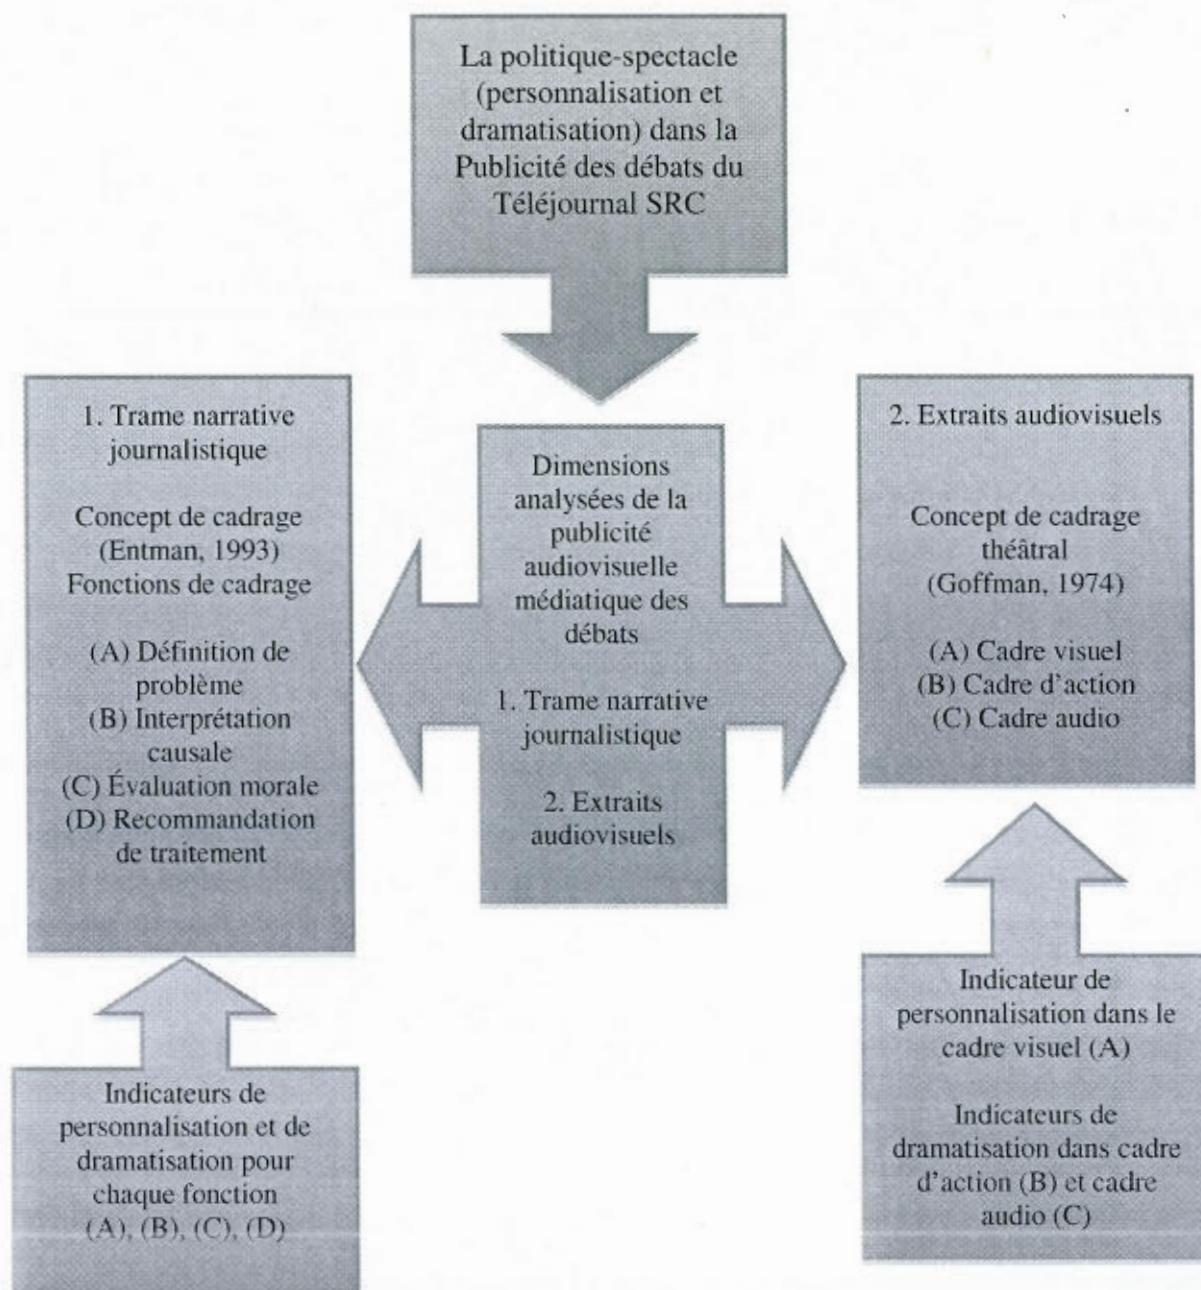 La politique-spectacle
(personnalisation et
dramatisation) dans la
Publicité des débats du
Téléjournal SRC
1. Trame narrative
journalistique
Concept de cadrage
(Entman, 1993)
Fonctions de cadrage
(A) Définition de
problème
(B) Interprétation
causale
(C) Évaluation morale
(D) Recommandation
de traitement
Dimensions
analysées de la
publicité
audiovisuelle
médiatique des
débats
1. Trame narrative
journalistique
2. Extraits
audiovisuels
2. Extraits audiovisuels
Concept de cadrage
théâtral
(Goffman, 1974)
(A) Cadre visuel
(B) Cadre d'action
(C) Cadre audio
Indicateurs de
personnalisation et de
dramatisation pour
chaque fonction
(A), (B), (C), (D)
Indicateur de
personnalisation dans le
cadre visuel (A)
Indicateurs de
dramatisation dans cadre
d'action (B) et cadre
audio (C)